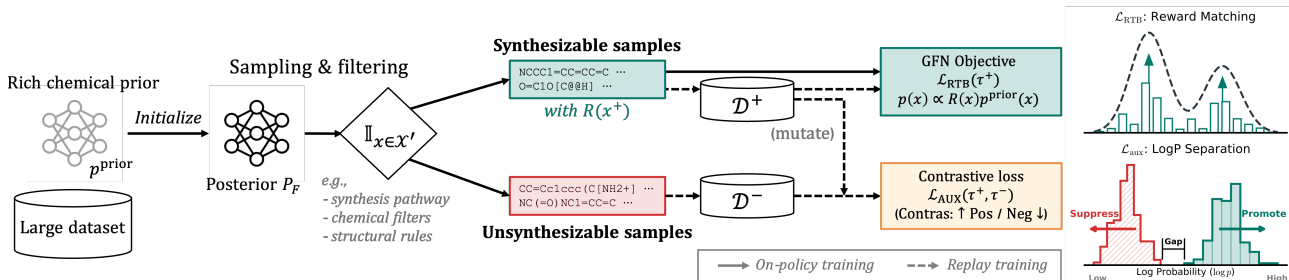 Rich chemical prior
p^prior
Large dataset
Initialize
Sampling & filtering
Posterior P_F
𝕀_{x∈𝒳′}
e.g.,
- synthesis pathway
- chemical filters
- structural rules
Synthesizable samples
NCCC1=CC=CC=C ⋯
O=C1O[C@@H] ⋯
with R(x⁺)
CC=Cc1ccc(C[NH2+] ⋯
NC(=O)NC1=CC=C ⋯
Unsynthesizable samples
𝒟⁺
(mutate)
𝒟⁻
GFN Objective
ℒ_RTB(τ⁺)
p(x) ∝ R(x)p^prior(x)
Contrastive loss
ℒ_AUX(τ⁺, τ⁻)
(Contras: ↑ Pos / Neg ↓)
On-policy training
Replay training
ℒ_RTB: Reward Matching
ℒ_aux: LogP Separation
Suppress
Promote
Gap
Log Probability (log p)
Low
High